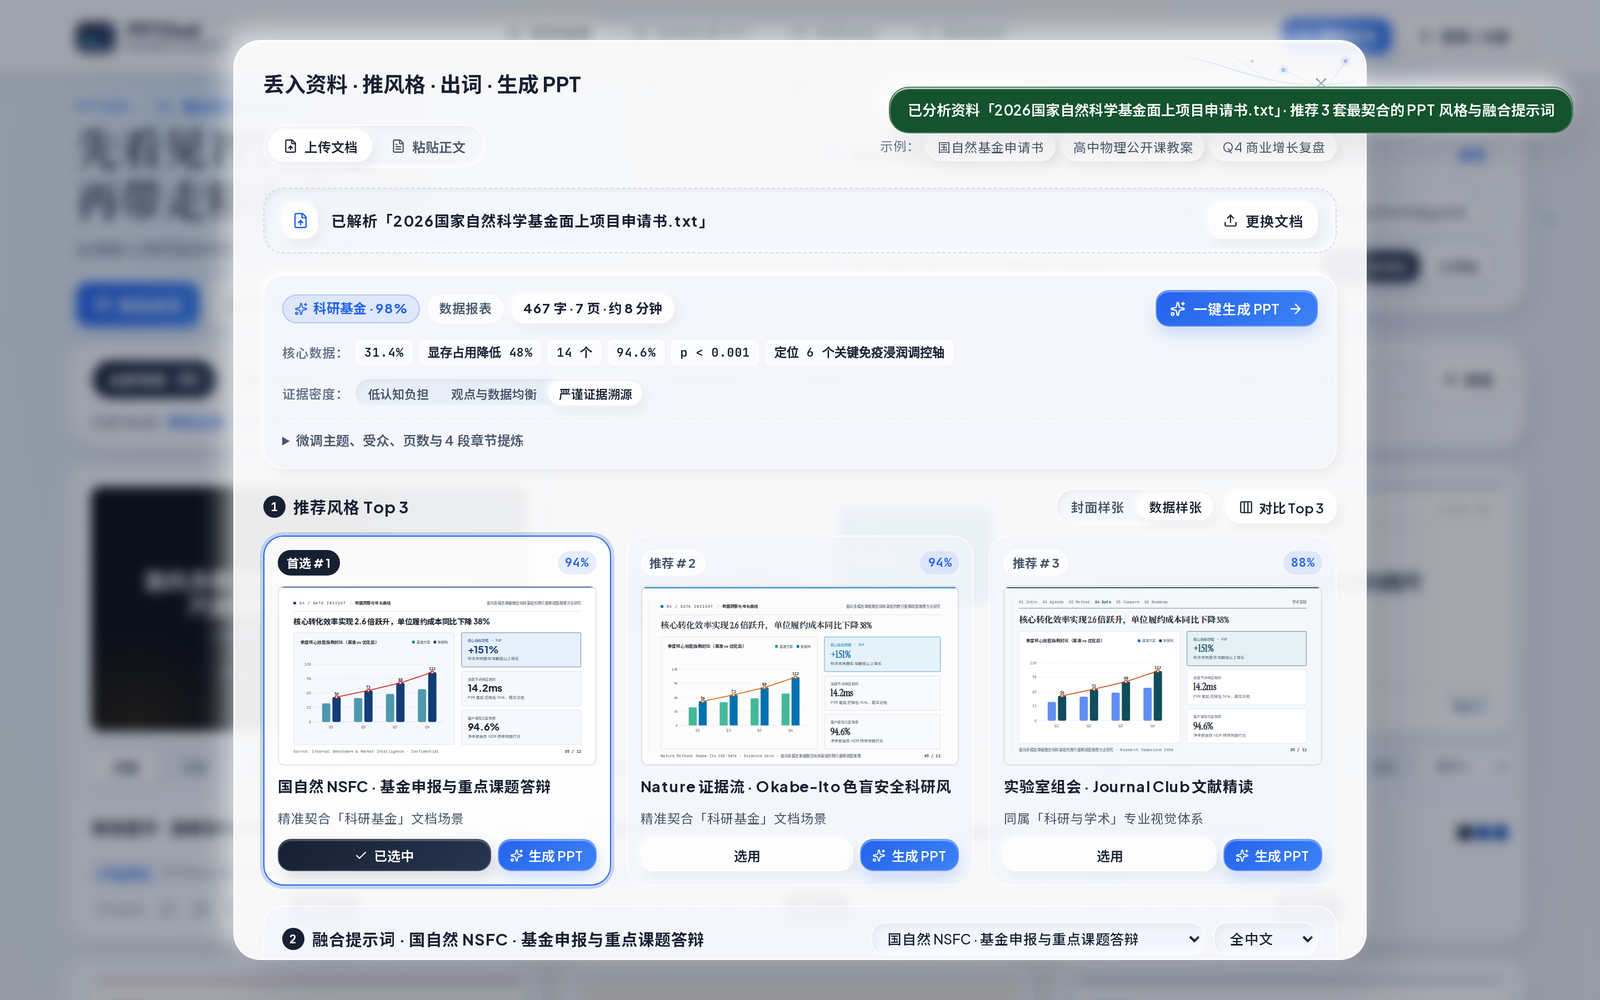 丢入资料 · 推风格 · 出词 · 生成 PPT
已分析资料「2026国家自然科学基金面上项目申请书.txt」· 推荐 3 套最契合的 PPT 风格与融合提示词
上传文档
粘贴正文
示例：
国自然基金申请书
高中物理公开课教案
Q4 商业增长复盘
已解析「2026国家自然科学基金面上项目申请书.txt」
更换文档
科研基金 · 98%
数据报表
467 字 · 7 页 · 约 8 分钟
一键生成 PPT
核心数据：
31.4%
显存占用降低 48%
14 个
94.6%
p < 0.001
定位 6 个关键免疫浸润调控轴
证据密度：
低认知负担
观点与数据均衡
严谨证据溯源
微调主题、受众、页数与 4 段章节提炼
1 推荐风格 Top 3
封面样张
数据样张
对比 Top 3
首选 # 1
94%
核心转化效率实现 2.6 倍跃升，单位履约成本同比下降 38%
+151%
14.2ms
94.6%
国自然 NSFC · 基金申报与重点课题答辩
精准契合「科研基金」文档场景
已选中
生成 PPT
推荐 # 2
94%
核心转化效率实现 2.6 倍跃升，单位履约成本同比下降 38%
+151%
14.2ms
94.6%
Nature 证据流 · Okabe-Ito 色盲安全科研风
精准契合「科研基金」文档场景
选用
生成 PPT
推荐 # 3
88%
核心转化效率实现 2.6 倍跃升，单位履约成本同比下降 38%
+151%
14.2ms
94.6%
实验室组会 · Journal Club 文献精读
同属「科研与学术」专业视觉体系
选用
生成 PPT
2 融合提示词 · 国自然 NSFC · 基金申报与重点课题答辩
国自然 NSFC · 基金申报与重点课题答辩
全中文